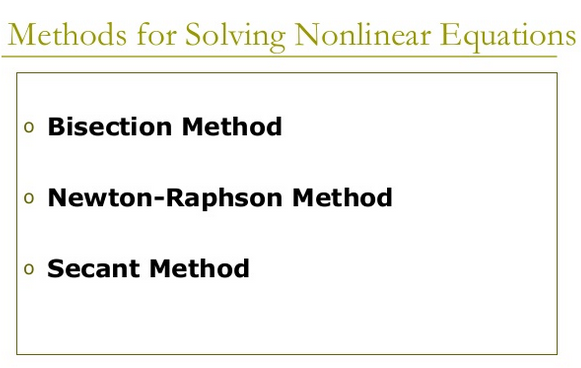 Methods for Solving Nonlinear Equations
o Bisection Method
o Newton-Raphson Method
o Secant Method